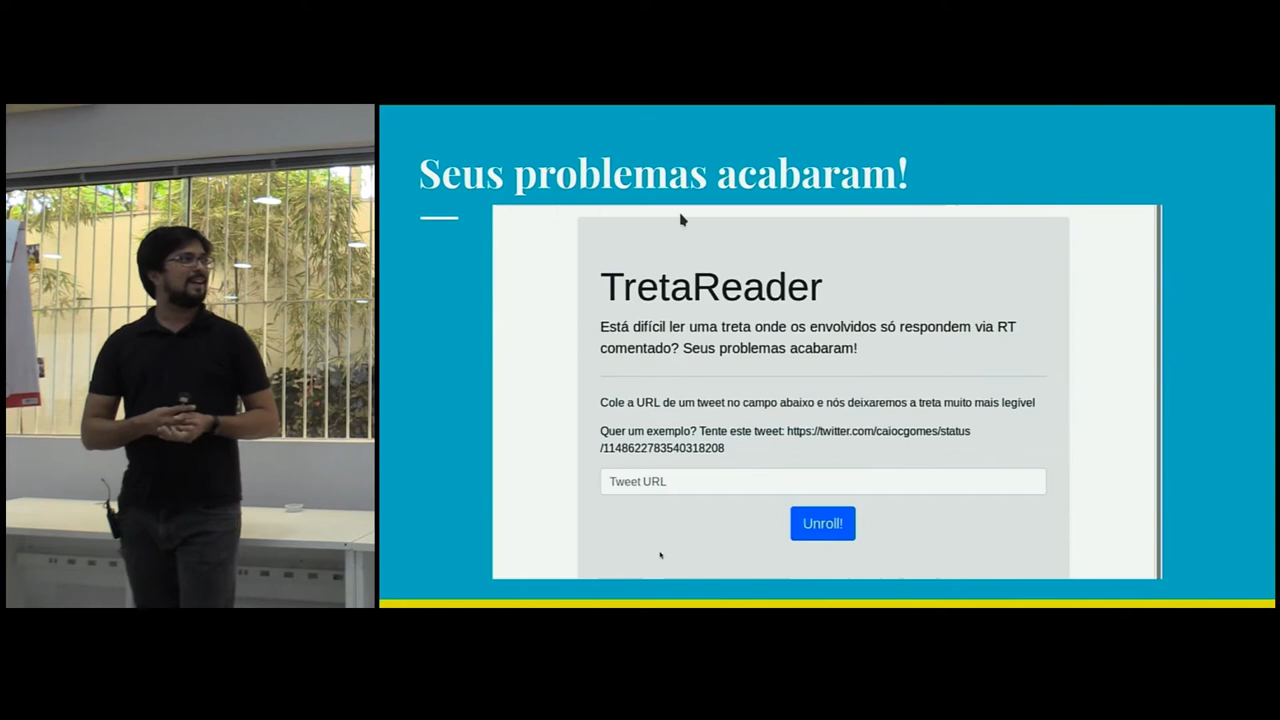 Seus problemas acabaram!
TretaReader
Está difícil ler uma treta onde os envolvidos só respondem via RT
comentado? Seus problemas acabaram!
Cole a URL de um tweet no campo abaixo e nós deixaremos a treta muito mais legível
Quer um exemplo? Tente este tweet: https://twitter.com/caiocgomes/status
/1148622783540318208
Tweet URL
Unroll!